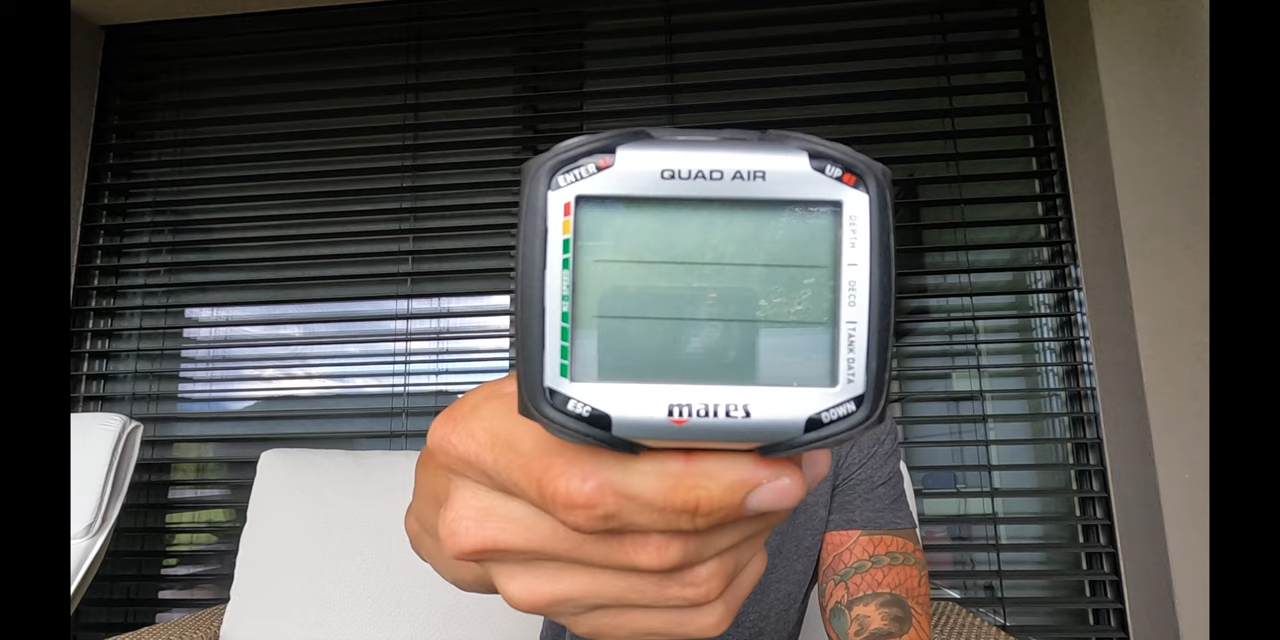 QUAD AIR
ENTER
UP
DEPTH | DECO | TANK DATA
ESC
mares
DOWN